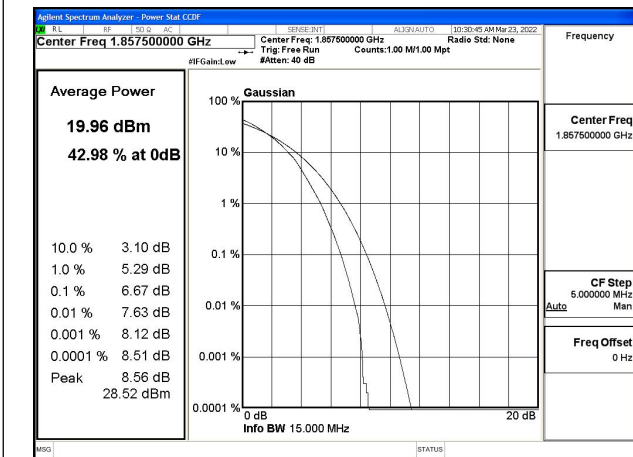 Agilent Spectrum Analyzer - Power Stat CCDF
RL RF 50 Ω AC SENSE:INT ALIGN AUTO 10:30:45 AM Mar 23, 2022
Center Freq 1.857500000 GHz
Center Freq: 1.857500000 GHz Radio Std: None
Trig: Free Run Counts:1.00 M/1.00 Mpt
#IFGain:Low #Atten: 40 dB
Frequency
Average Power
19.96 dBm
42.98 % at 0dB
10.0 % 3.10 dB
1.0 % 5.29 dB
0.1 % 6.67 dB
0.01 % 7.63 dB
0.001 % 8.12 dB
0.0001 % 8.51 dB
Peak 8.56 dB
28.52 dBm
Gaussian
100 %
10 %
1 %
0.1 %
0.01 %
0.001 %
0.0001 %
0 dB 20 dB
Info BW 15.000 MHz
Center Freq
1.857500000 GHz
CF Step
5.000000 MHz
Auto Man
Freq Offset
0 Hz
MSG STATUS